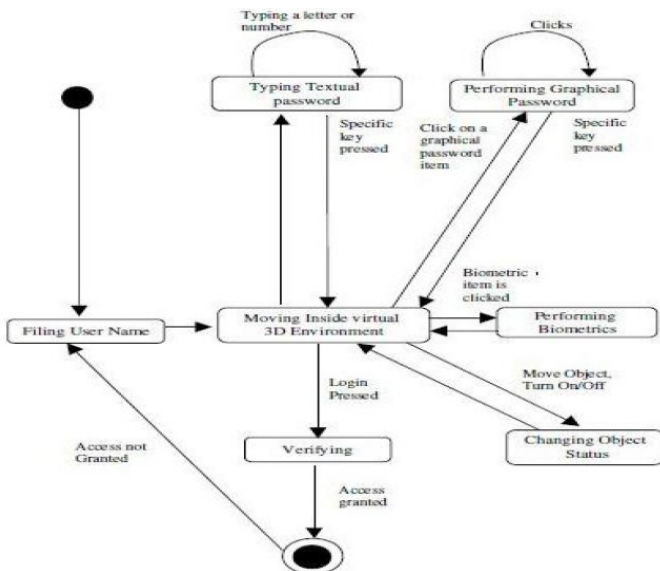 Typing a letter or
number
Clicks
Typing Textual
password
Performing Graphical
Password
Specific
key
pressed
Click on a
graphical
password
item
Specific key
pressed
Biometric
item is
clicked
Filing User Name
Moving Inside virtual
3D Environment
Performing
Biometrics
Login
Pressed
Move Object,
Turn On/Off
Access not
Granted
Verifying
Changing Object
Status
Access
granted